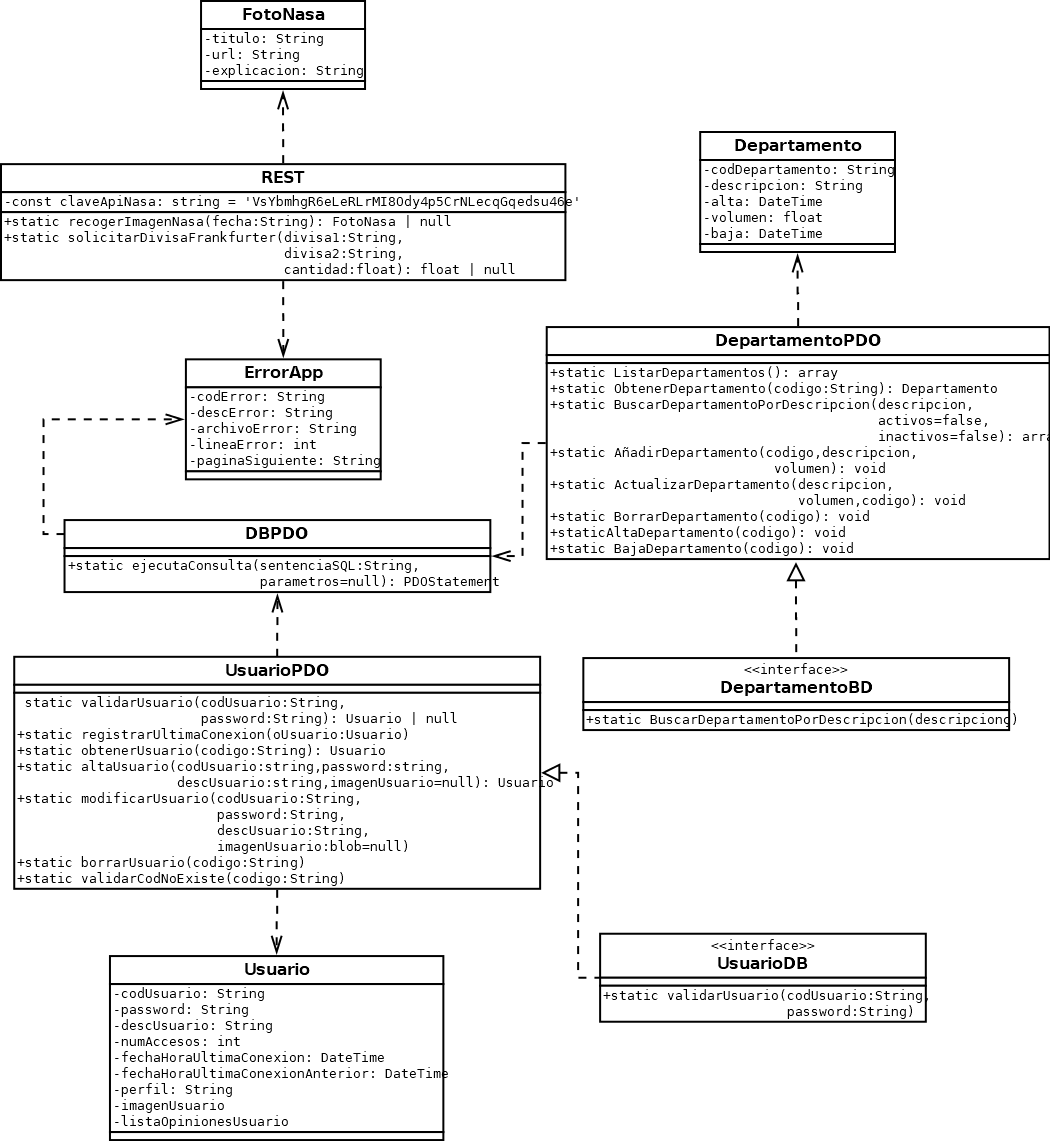 FotoNasa
-titulo: String
-url: String
-explicacion: String
REST
-const claveApiNasa: string = 'VsYbmhgR6eLeRLrMI8Ody4p5CrNLecqGqedsu46e'
+static recogerImagenNasa(fecha:String): FotoNasa | null
+static solicitarDivisaFrankfurter(divisa1:String,
divisa2:String,
cantidad:float): float | null
Departamento
-codDepartamento: String
-descripcion: String
-alta: DateTime
-volumen: float
-baja: DateTime
ErrorApp
-codError: String
-descError: String
-archivoError: String
-lineaError: int
-paginaSiguiente: String
DepartamentoPDO
+static ListarDepartamentos(): array
+static ObtenerDepartamento(codigo:String): Departamento
+static BuscarDepartamentoPorDescripcion(descripcion,
activos=false,
inactivos=false): arra
+static AñadirDepartamento(codigo,descripcion,
volumen): void
+static ActualizarDepartamento(descripcion,
volumen,codigo): void
+static BorrarDepartamento(codigo): void
+staticAltaDepartamento(codigo): void
+static BajaDepartamento(codigo): void
DBPDO
+static ejecutaConsulta(sentenciaSQL:String,
parametros=null): PDOStatement
UsuarioPDO
static validarUsuario(codUsuario:String,
password:String): Usuario | null
+static registrarUltimaConexion(oUsuario:Usuario)
+static obtenerUsuario(codigo:String): Usuario
+static altaUsuario(codUsuario:string,password:string,
descUsuario:string,imagenUsuario=null): Usuario
+static modificarUsuario(codUsuario:String,
password:String,
descUsuario:String,
imagenUsuario:blob=null)
+static borrarUsuario(codigo:String)
+static validarCodNoExiste(codigo:String)
<<interface>>
DepartamentoBD
+static BuscarDepartamentoPorDescripcion(descripcionç)
<<interface>>
UsuarioDB
+static validarUsuario(codUsuario:String,
password:String)
Usuario
-codUsuario: String
-password: String
-descUsuario: String
-numAccesos: int
-fechaHoraUltimaConexion: DateTime
-fechaHoraUltimaConexionAnterior: DateTime
-perfil: String
-imagenUsuario
-listaOpinionesUsuario